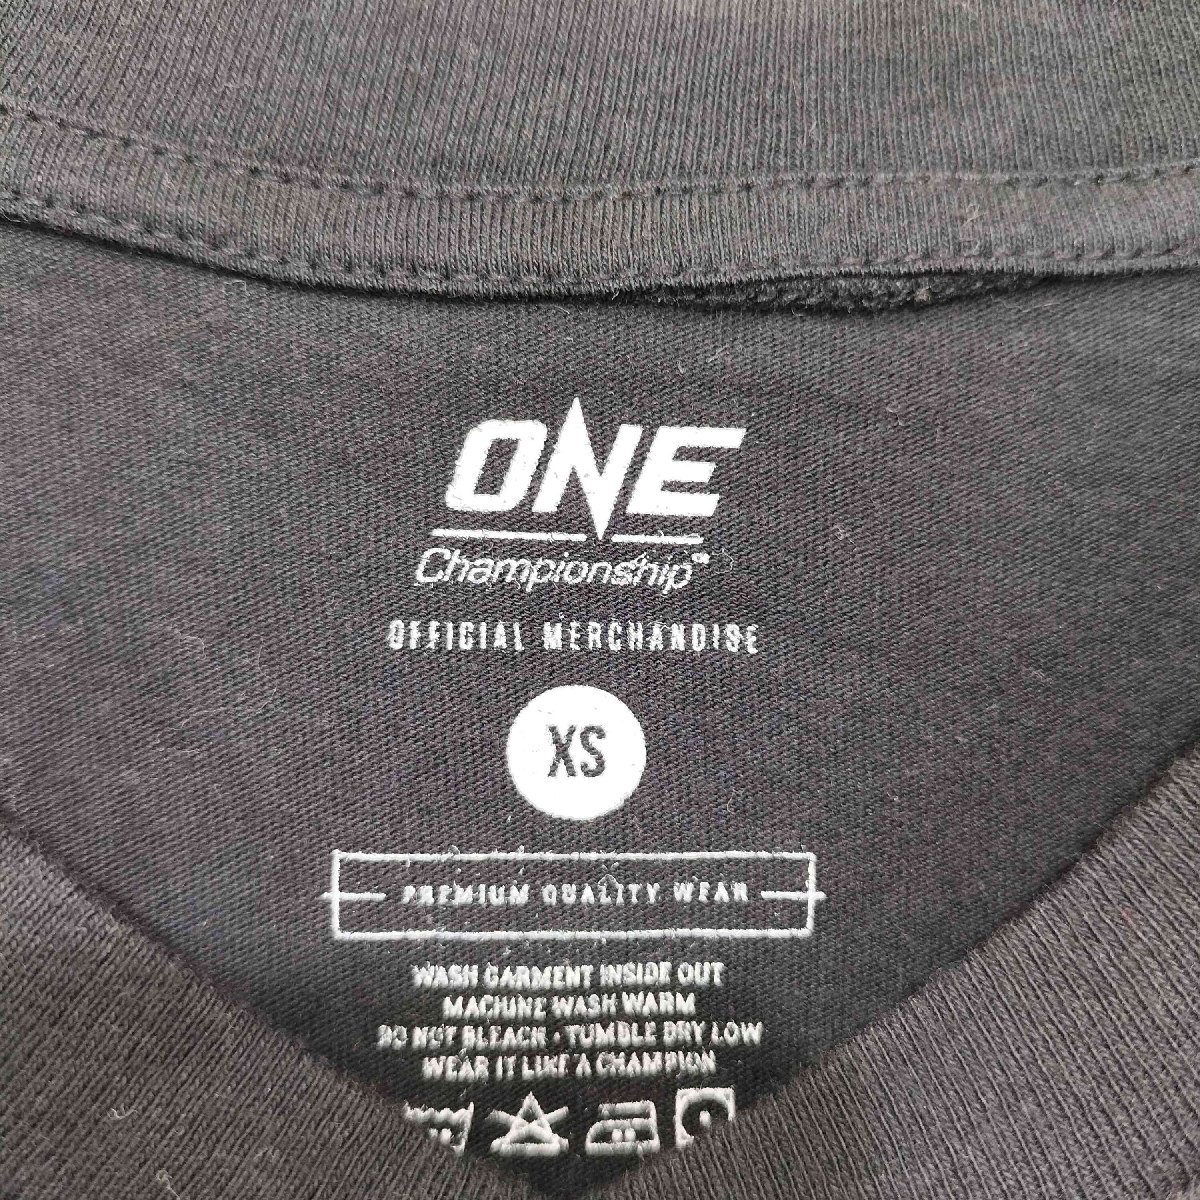 ONE
Championship™
OFFICIAL MERCHANDISE
XS
PREMIUM QUALITY WEAR
WASH GARMENT INSIDE OUT
MACHINE WASH WARM
DO NOT BLEACH • TUMBLE DRY LOW
WEAR IT LIKE A CHAMPION